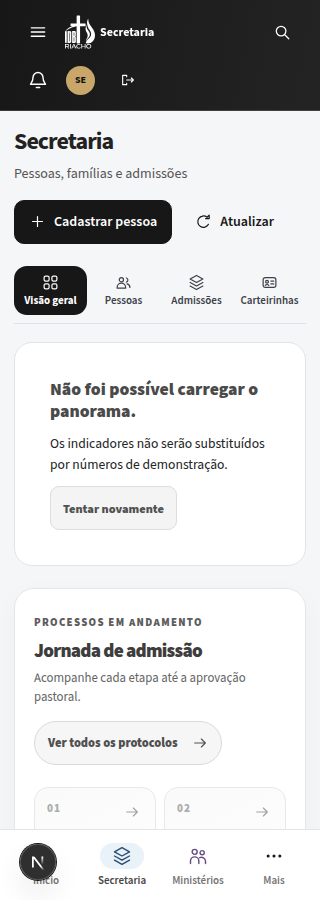 IDB
RIACHO
Secretaria
SE
Secretaria
Pessoas, famílias e admissões
Cadastrar pessoa
Atualizar
Visão geral
Pessoas
Admissões
Carteirinhas
Não foi possível carregar o
panorama.
Os indicadores não serão substituídos
por números de demonstração.
Tentar novamente
PROCESSOS EM ANDAMENTO
Jornada de admissão
Acompanhe cada etapa até a aprovação
pastoral.
Ver todos os protocolos
01
02
N
Início
Secretaria
Ministérios
Mais